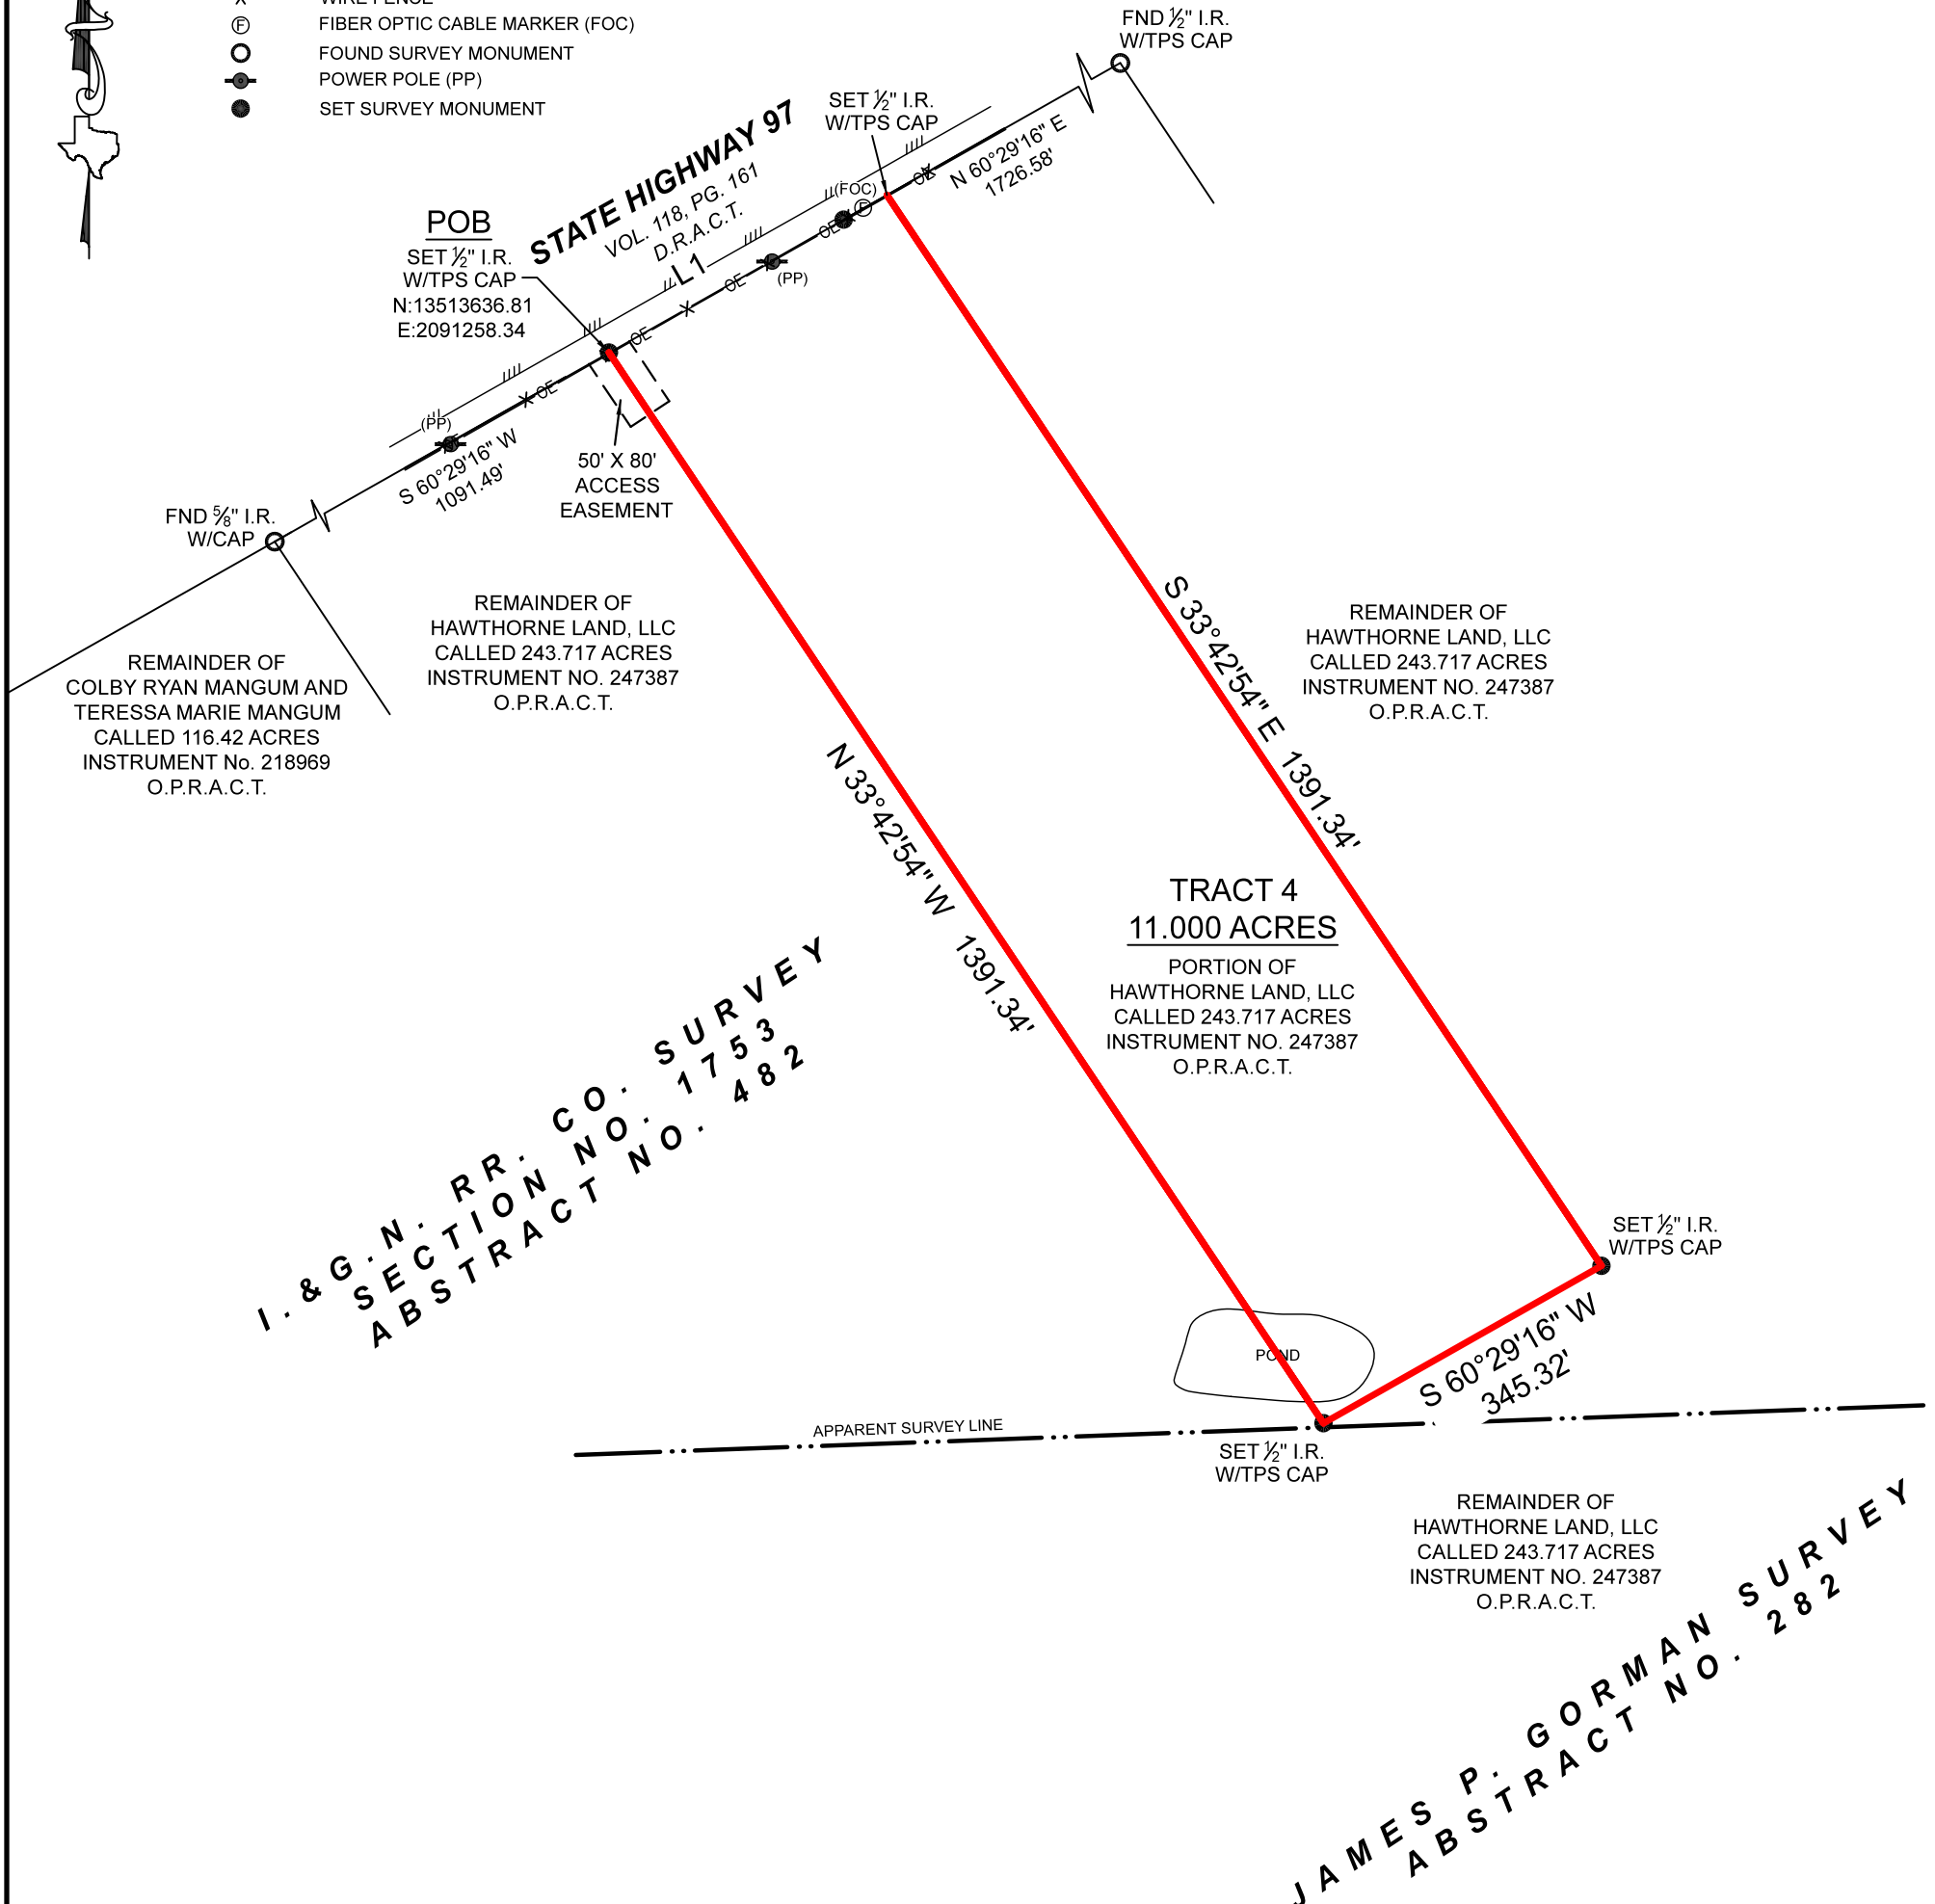 WIRE FENCE
FIBER OPTIC CABLE MARKER (FOC)
FOUND SURVEY MONUMENT
POWER POLE (PP)
SET SURVEY MONUMENT
F
FND ½" I.R.
W/TPS CAP
SET ½" I.R.
W/TPS CAP
N 60°29'16" E
1726.58'
STATE HIGHWAY 97
VOL. 118, PG. 161
D.R.A.C.T.
L1
(FOC)
F
OE
OE
(PP)
OE
OE
OE
POB
SET ½" I.R.
W/TPS CAP
N:13513636.81
E:2091258.34
(PP)
S 60°29'16" W
1091.49'
50' X 80'
ACCESS
EASEMENT
FND ⅝" I.R.
W/CAP
REMAINDER OF
COLBY RYAN MANGUM AND
TERESSA MARIE MANGUM
CALLED 116.42 ACRES
INSTRUMENT No. 218969
O.P.R.A.C.T.
REMAINDER OF
HAWTHORNE LAND, LLC
CALLED 243.717 ACRES
INSTRUMENT NO. 247387
O.P.R.A.C.T.
S 33°42'54" E 1391.34'
REMAINDER OF
HAWTHORNE LAND, LLC
CALLED 243.717 ACRES
INSTRUMENT NO. 247387
O.P.R.A.C.T.
N 33°42'54" W 1391.34'
TRACT 4
11.000 ACRES
PORTION OF
HAWTHORNE LAND, LLC
CALLED 243.717 ACRES
INSTRUMENT NO. 247387
O.P.R.A.C.T.
I.&G.N. RR. CO. SURVEY
SECTION NO. 1753
ABSTRACT NO. 482
SET ½" I.R.
W/TPS CAP
POND
S 60°29'16" W
345.32'
APPARENT SURVEY LINE
SET ½" I.R.
W/TPS CAP
REMAINDER OF
HAWTHORNE LAND, LLC
CALLED 243.717 ACRES
INSTRUMENT NO. 247387
O.P.R.A.C.T.
JAMES P. GORMAN SURVEY
ABSTRACT NO. 282